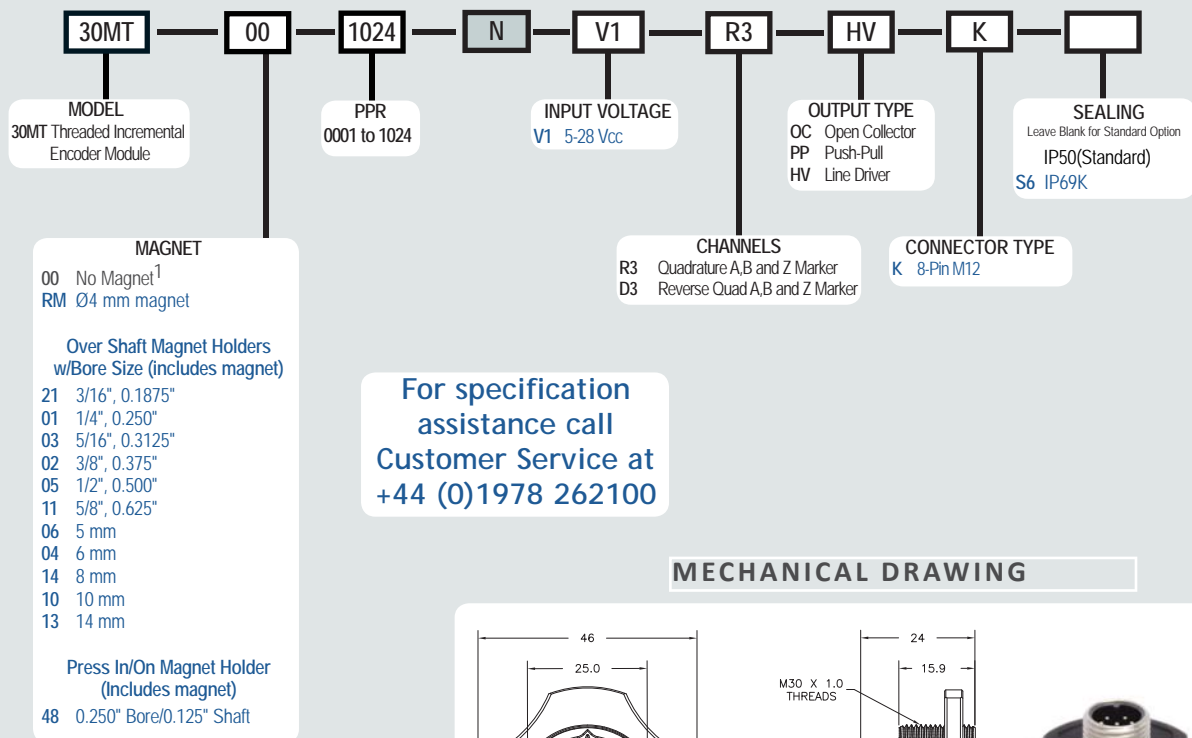 30MT 00 1024 N V1 R3 HV K
MODEL
30MT Threaded Incremental
Encoder Module
PPR
0001 to 1024
INPUT VOLTAGE
V1 5-28 Vcc
OUTPUT TYPE
OC Open Collector
PP Push-Pull
HV Line Driver
SEALING
Leave Blank for Standard Option
IP50(Standard)
S6 IP69K
MAGNET
00 No Magnet1
RM Ø4 mm magnet
Over Shaft Magnet Holders
w/Bore Size (includes magnet)
21 3/16", 0.1875"
01 1/4", 0.250"
03 5/16", 0.3125"
02 3/8", 0.375"
05 1/2", 0.500"
11 5/8", 0.625"
06 5 mm
04 6 mm
14 8 mm
10 10 mm
13 14 mm
Press In/On Magnet Holder
(Includes magnet)
48 0.250" Bore/0.125" Shaft
CHANNELS
R3 Quadrature A,B and Z Marker
D3 Reverse Quad A,B and Z Marker
CONNECTOR TYPE
K 8-Pin M12
For specification
assistance call
Customer Service at
+44 (0)1978 262100
MECHANICAL DRAWING
46
25.0
24
15.9
M30 X 1.0
THREADS